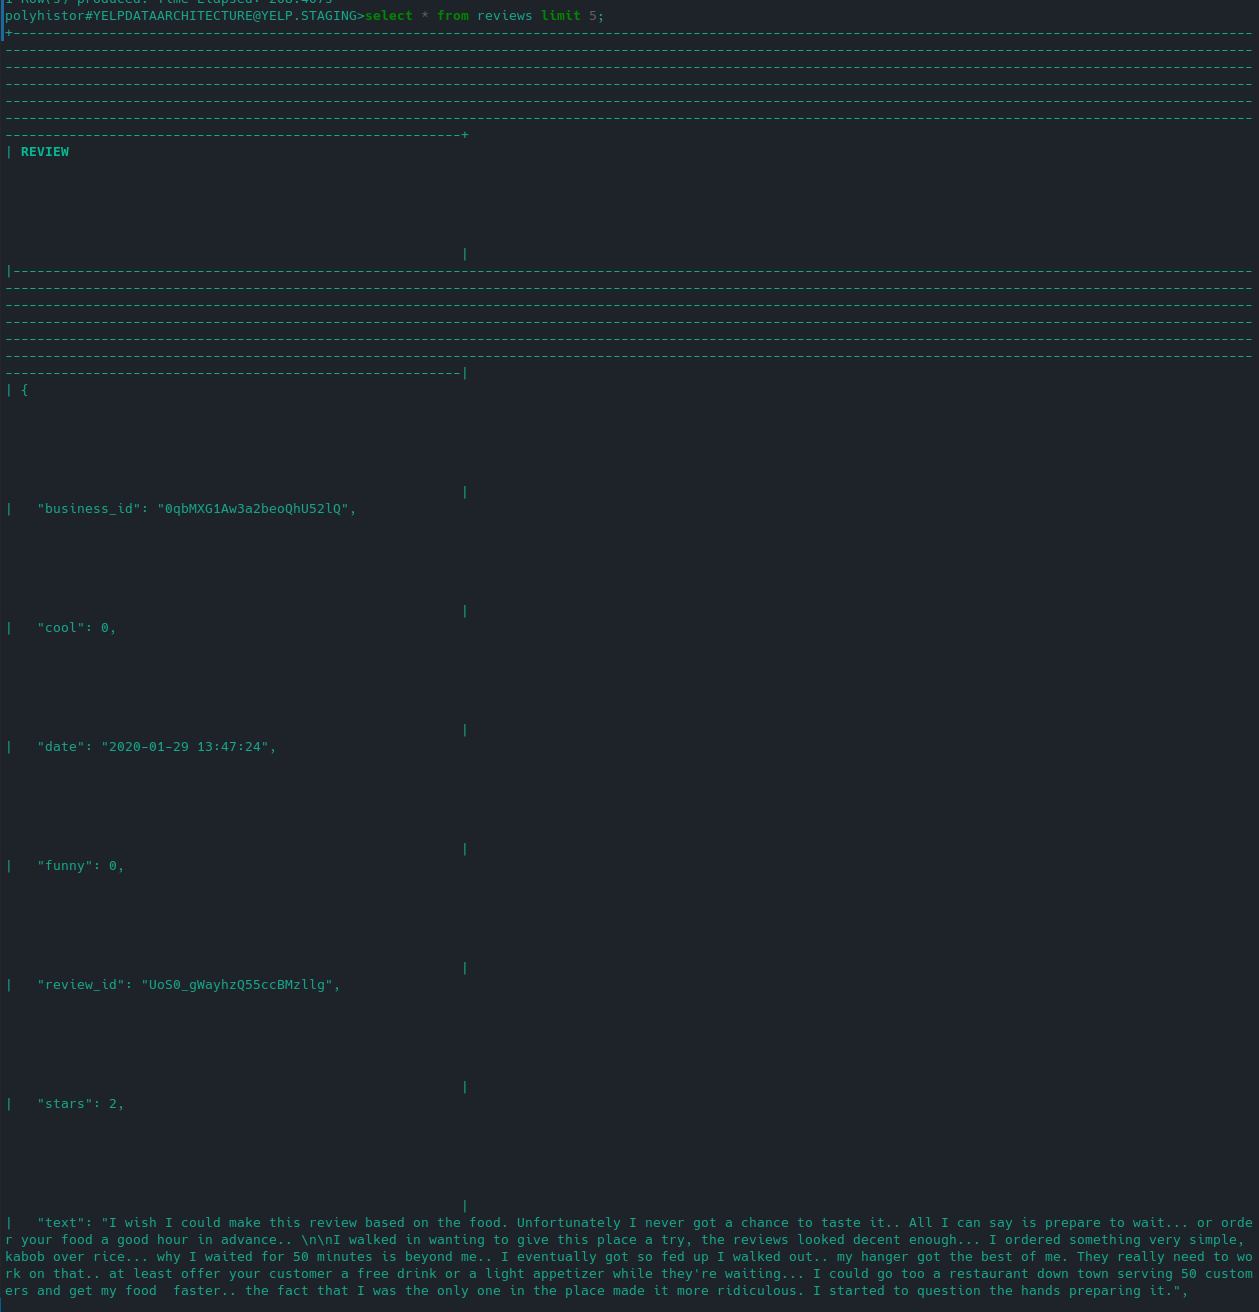 polyhistor#YELPDATAARCHITECTURE@YELP.STAGING>select * from reviews limit 5;
| REVIEW
|
| {
|
|   "business_id": "0qbMXG1Aw3a2beoQhU52lQ",
|
|   "cool": 0,
|
|   "date": "2020-01-29 13:47:24",
|
|   "funny": 0,
|
|   "review_id": "UoS0_gWayhzQ55ccBMzllg",
|
|   "stars": 2,
|
|   "text": "I wish I could make this review based on the food. Unfortunately I never got a chance to taste it.. All I can say is prepare to wait... or orde
r your food a good hour in advance.. \n\nI walked in wanting to give this place a try, the reviews looked decent enough... I ordered something very simple,
kabob over rice... why I waited for 50 minutes is beyond me.. I eventually got so fed up I walked out.. my hanger got the best of me. They really need to wo
rk on that.. at least offer your customer a free drink or a light appetizer while they're waiting... I could go too a restaurant down town serving 50 custom
ers and get my food  faster.. the fact that I was the only one in the place made it more ridiculous. I started to question the hands preparing it.",